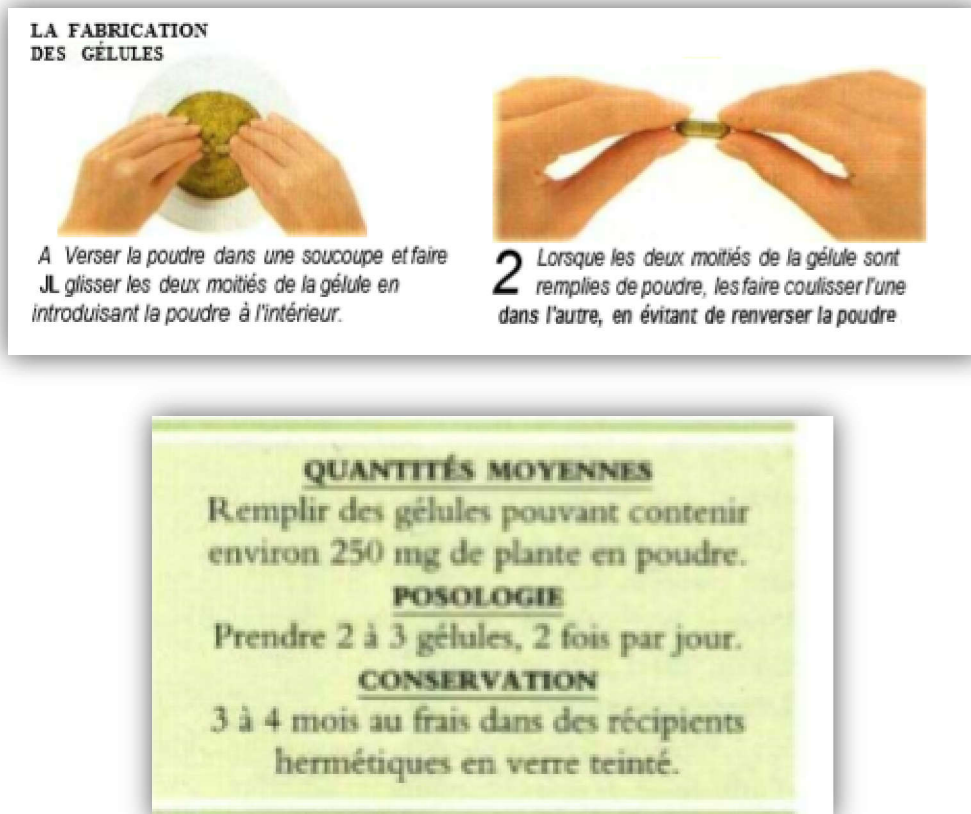 LA FABRICATION
DES GÉLULES
A Verser la poudre dans une soucoupe et faire
JL glisser les deux moitiés de la gélule en
introduisant la poudre à l'intérieur.
2 Lorsque les deux moitiés de la gélule sont
remplies de poudre, les faire coulisser l'une
dans l'autre, en évitant de renverser la poudre
QUANTITÉS MOYENNES
Remplir des gélules pouvant contenir
environ 250 mg de plante en poudre.
POSOLOGIE
Prendre 2 à 3 gélules, 2 fois par jour.
CONSERVATION
3 à 4 mois au frais dans des récipients
hermétiques en verre teinté.